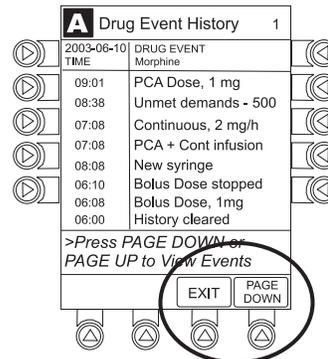 A Drug Event History 1
2003-06-10 DRUG EVENT
TIME Morphine
09:01 PCA Dose, 1 mg
08:38 Unmet demands - 500
07:08 Continuous, 2 mg/h
07:08 PCA + Cont infusion
08:08 New syringe
06:10 Bolus Dose stopped
06:08 Bolus Dose, 1mg
06:00 History cleared
>Press PAGE DOWN or
PAGE UP to View Events
EXIT PAGE
DOWN